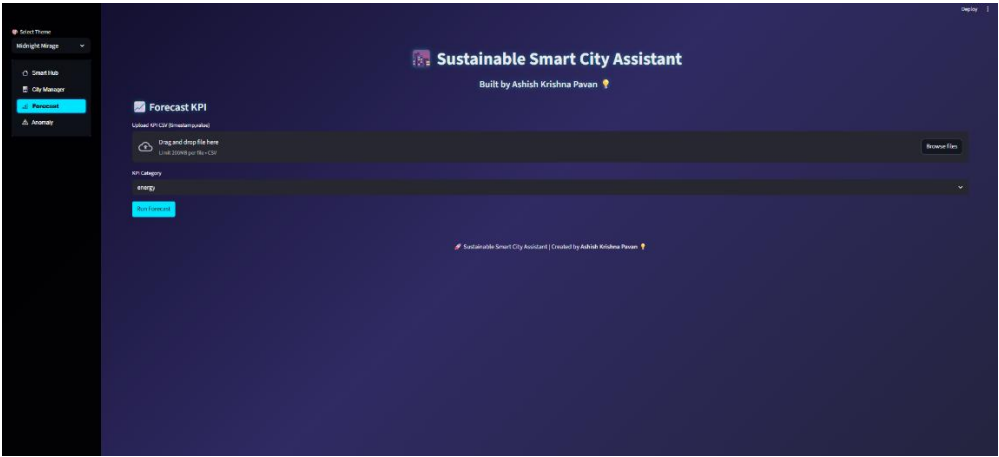 Deploy
Select Theme
Midnight Mirage
Smart Hub
City Manager
Forecast
Anomaly
Sustainable Smart City Assistant
Built by Ashish Krishna Pavan
Forecast KPI
Upload KPI CSV (timestamp,value)
Drag and drop file here
Limit 200MB per file • CSV
Browse files
KPI Category
energy
Run Forecast
Sustainable Smart City Assistant | Created by Ashish Krishna Pavan